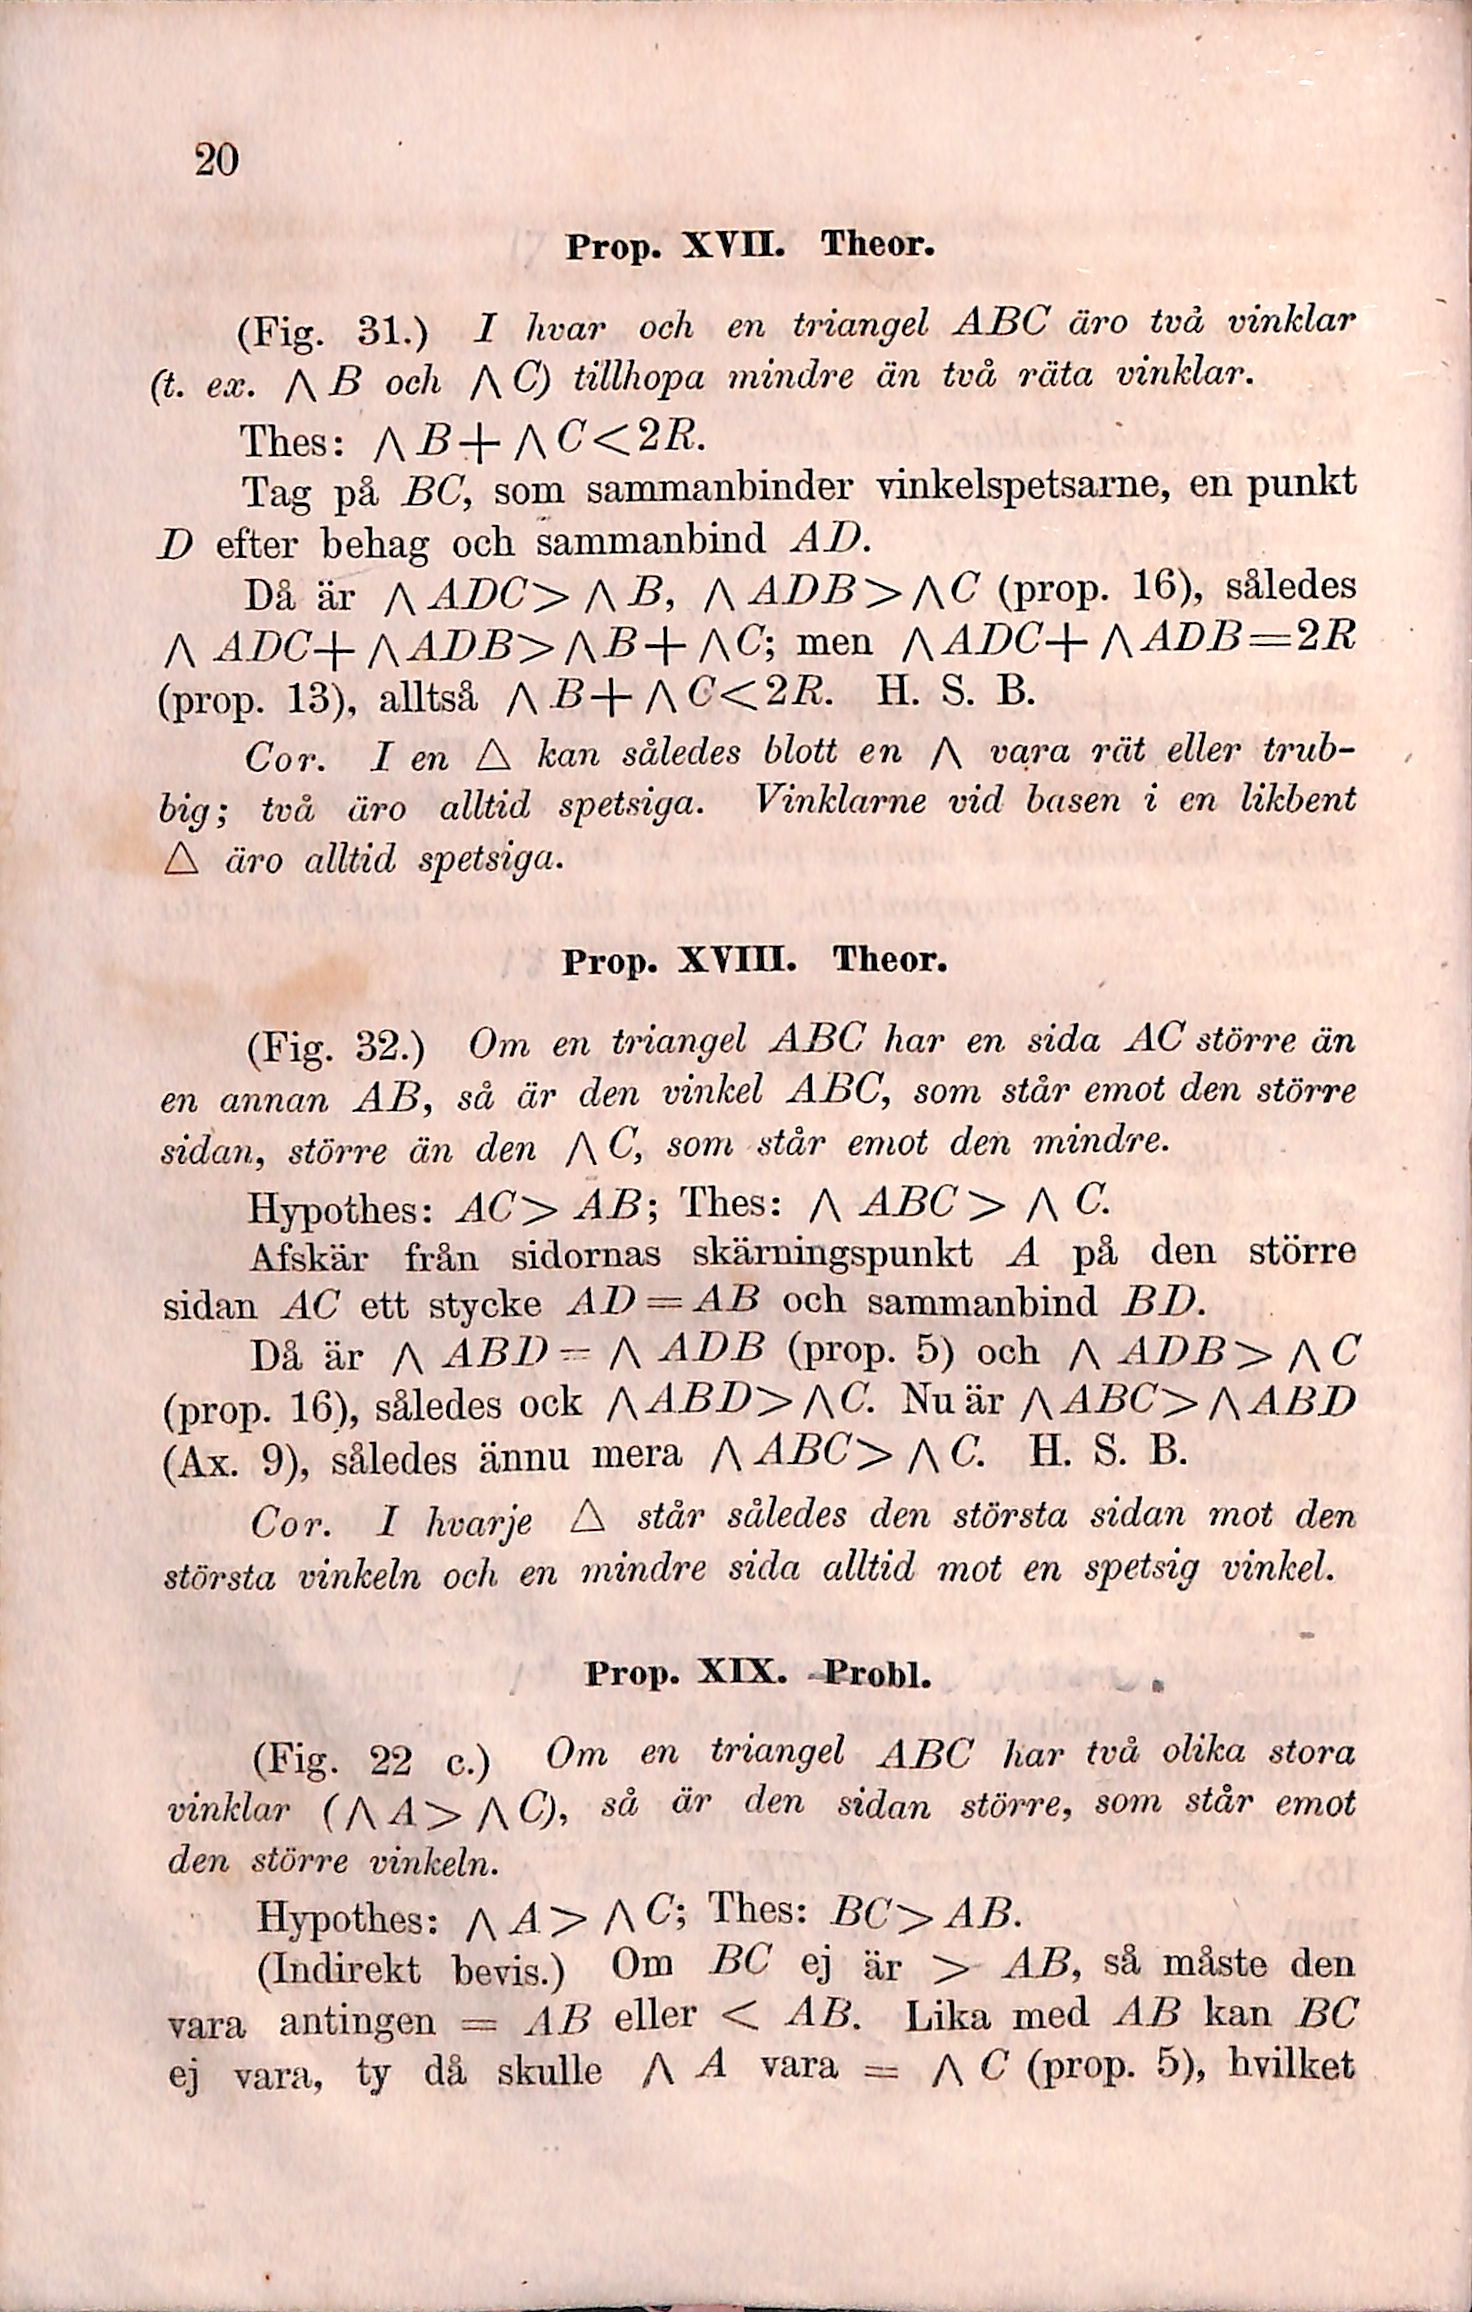 20
Prop. XVII. Theor.
(Fig. 31.) I hvar och en triangel ABC äro två vinklar
(t. ex. ⋀ B och ⋀ C) tillhopa mindre än två räta vinklar.
Thes: ⋀ B + ⋀ C < 2R.
Tag på BC, som sammanbinder vinkelspetsarne, en punkt
D efter behag och sammanbind AD.
Då är ⋀ ADC > ⋀ B, ⋀ ADB > ⋀ C (prop. 16), således
⋀ ADC + ⋀ ADB > ⋀ B + ⋀ C; men ⋀ ADC + ⋀ ADB = 2R
(prop. 13), alltså ⋀ B + ⋀ C < 2R. H. S. B.
Cor. I en △ kan således blott en ⋀ vara rät eller trub-
big; två äro alltid spetsiga. Vinklarne vid basen i en likbent
△ äro alltid spetsiga.
Prop. XVIII. Theor.
(Fig. 32.) Om en triangel ABC har en sida AC större än
en annan AB, så är den vinkel ABC, som står emot den större
sidan, större än den ⋀ C, som står emot den mindre.
Hypothes: AC > AB; Thes: ⋀ ABC > ⋀ C.
Afskär från sidornas skärningspunkt A på den större
sidan AC ett stycke AD = AB och sammanbind BD.
Då är ⋀ ABD = ⋀ ADB (prop. 5) och ⋀ ADB > ⋀ C
(prop. 16), således ock ⋀ ABD > ⋀ C. Nu är ⋀ ABC > ⋀ ABD
(Ax. 9), således ännu mera ⋀ ABC > ⋀ C. H. S. B.
Cor. I hvarje △ står således den största sidan mot den
största vinkeln och en mindre sida alltid mot en spetsig vinkel.
Prop. XIX. Probl.
(Fig. 22 c.) Om en triangel ABC har två olika stora
vinklar (⋀ A > ⋀ C), så är den sidan större, som står emot
den större vinkeln.
Hypothes: ⋀ A > ⋀ C; Thes: BC > AB.
(Indirekt bevis.) Om BC ej är > AB, så måste den
vara antingen = AB eller < AB. Lika med AB kan BC
ej vara, ty då skulle ⋀ A vara = ⋀ C (prop. 5), hvilket